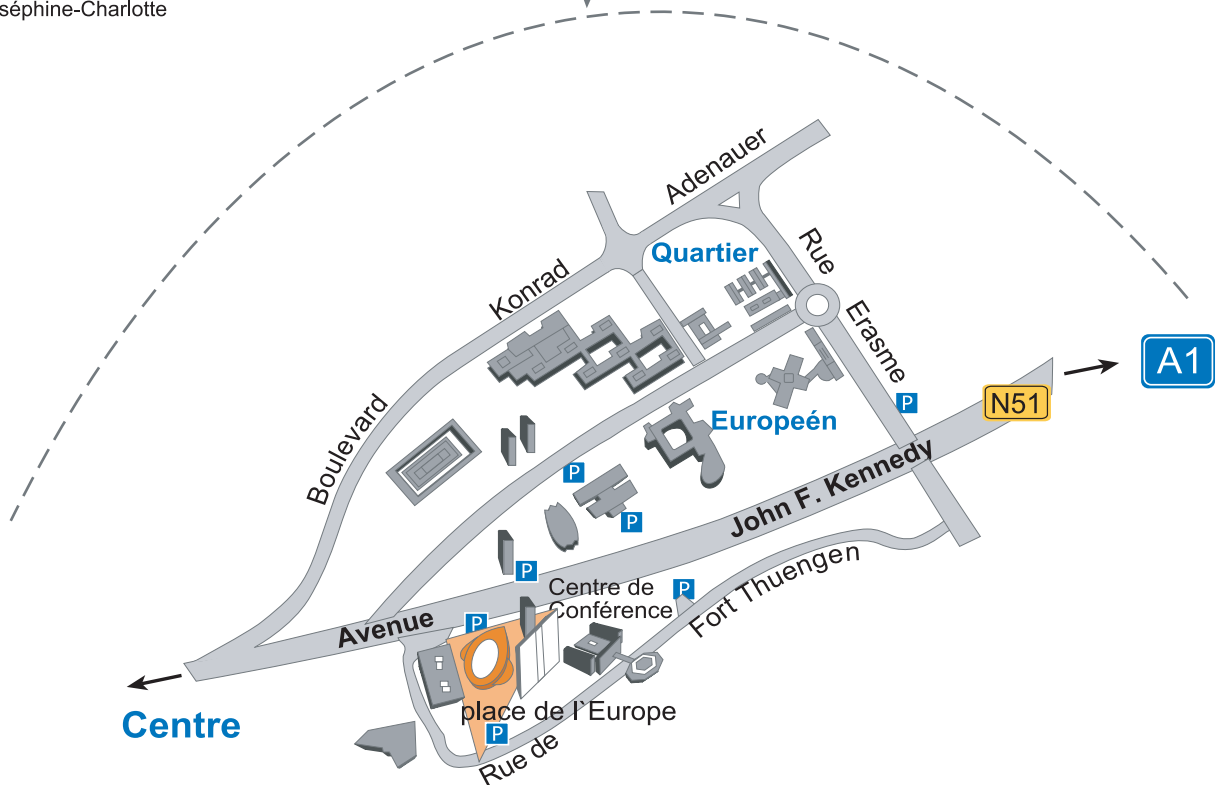 séphine-Charlotte
Adenauer
Rue
Quartier
Konrad
Erasme
A1
N51
Boulevard
P
Europeén
P
P
John F. Kennedy
P
Centre de
Conférence
P
Fort Thuengen
Avenue
P
place de l`Europe
Centre
P
Rue de